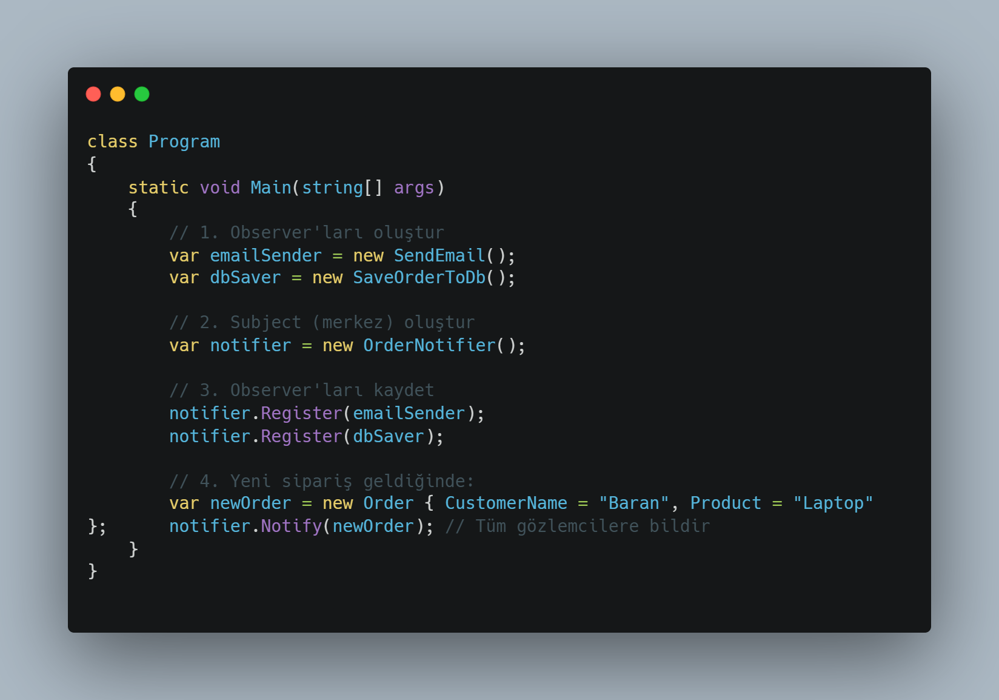 class Program
{
    static void Main(string[] args)
    {
        // 1. Observer'ları oluştur
        var emailSender = new SendEmail();
        var dbSaver = new SaveOrderToDb();

        // 2. Subject (merkez) oluştur
        var notifier = new OrderNotifier();

        // 3. Observer'ları kaydet
        notifier.Register(emailSender);
        notifier.Register(dbSaver);

        // 4. Yeni sipariş geldiğinde:
        var newOrder = new Order { CustomerName = "Baran", Product = "Laptop"
};      notifier.Notify(newOrder); // Tüm gözlemcilere bildir
    }
}